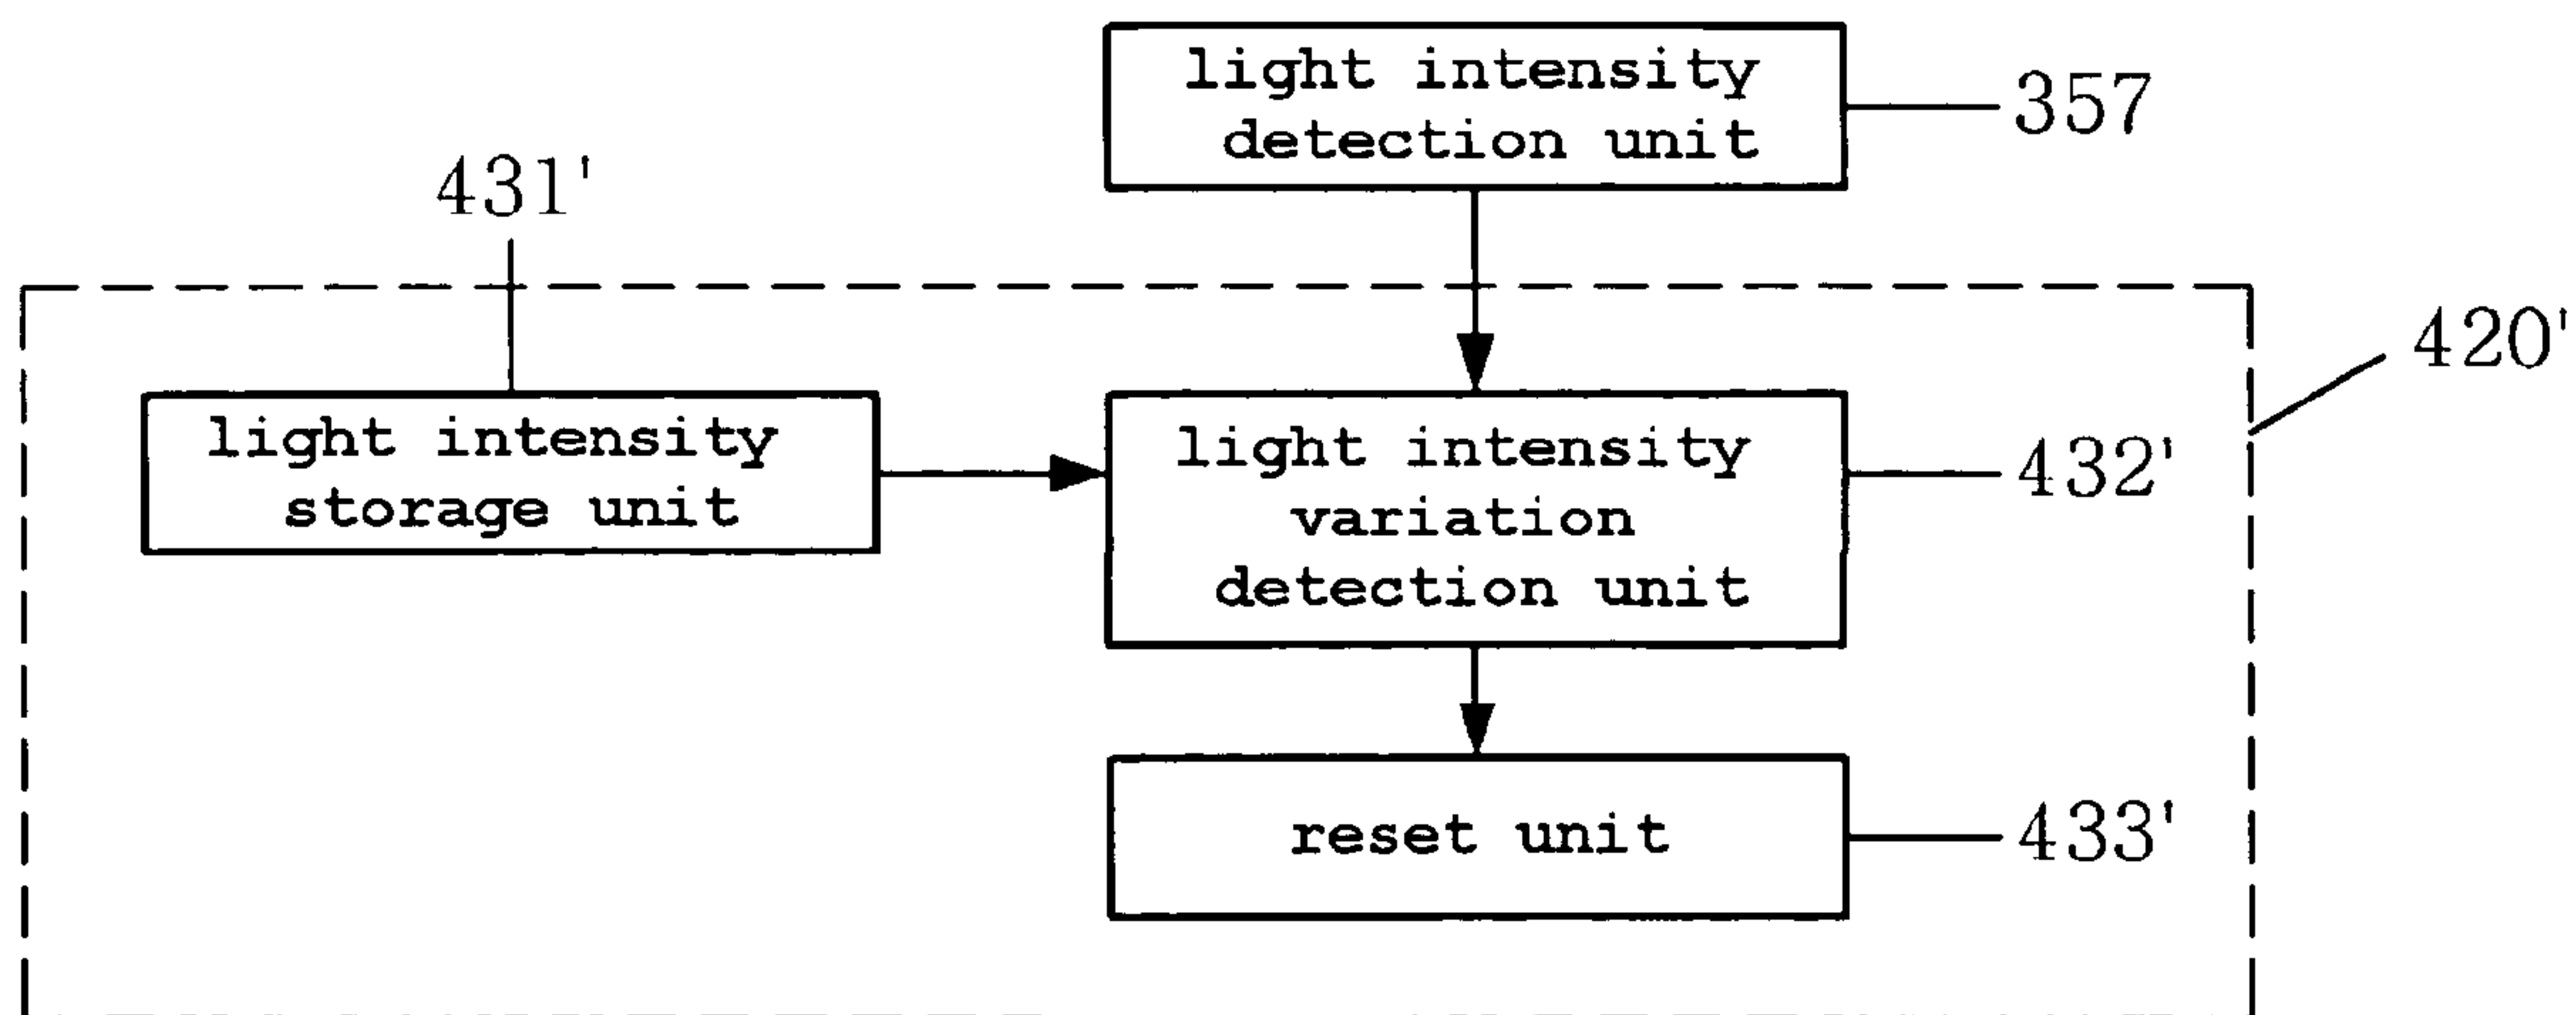 light intensity
detection unit
357
431'
420'
light intensity
storage unit
light intensity
variation
detection unit
432'
reset unit
433'